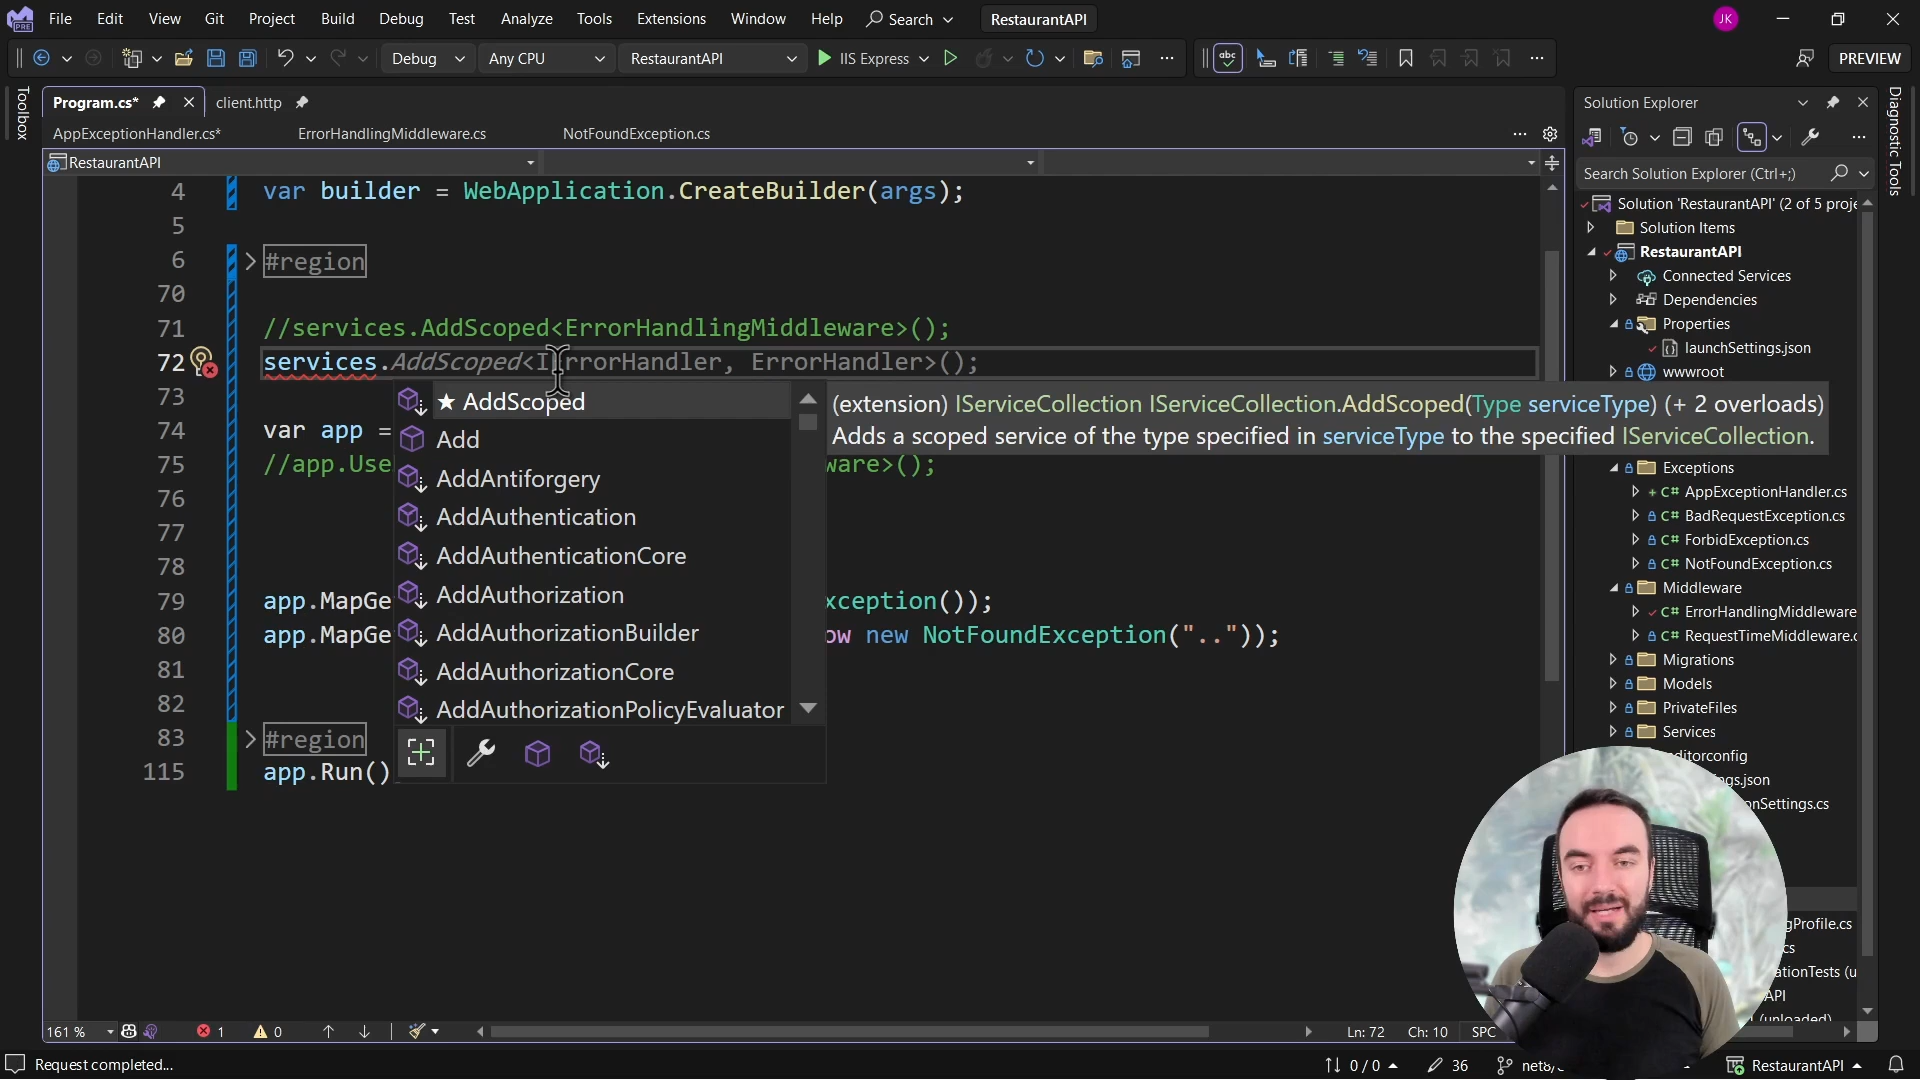 File Edit View Git Project Build Debug Test Analyze Tools Extensions Window Help Search RestaurantAPI JK
PRE
Debug Any CPU RestaurantAPI IIS Express abc PREVIEW
Toolbox
Program.cs* client.http
AppExceptionHandler.cs* ErrorHandlingMiddleware.cs NotFoundException.cs
RestaurantAPI
4 var builder = WebApplication.CreateBuilder(args);
5
6 #region
70
71 //services.AddScoped<ErrorHandlingMiddleware>();
72 services.AddScoped<IErrorHandler, ErrorHandler>();
73
74 var app =
75 //app.Use ware>();
76
77
78
79 app.MapGe xception());
80 app.MapGe ow new NotFoundException(".."));
81
82
83 #region
115 app.Run()
★ AddScoped
Add
AddAntiforgery
AddAuthentication
AddAuthenticationCore
AddAuthorization
AddAuthorizationBuilder
AddAuthorizationCore
AddAuthorizationPolicyEvaluator
(extension) IServiceCollection IServiceCollection.AddScoped(Type serviceType) (+ 2 overloads)
Adds a scoped service of the type specified in serviceType to the specified IServiceCollection.
Solution Explorer
Search Solution Explorer (Ctrl+;)
Solution 'RestaurantAPI' (2 of 5 proje
Solution Items
RestaurantAPI
Connected Services
Dependencies
Properties
launchSettings.json
wwwroot
Exceptions
C# AppExceptionHandler.cs
C# BadRequestException.cs
C# ForbidException.cs
C# NotFoundException.cs
Middleware
C# ErrorHandlingMiddleware
C# RequestTimeMiddleware.c
Migrations
Models
PrivateFiles
Services
ditorconfig
ngs.json
onSettings.cs
gProfile.cs
cs
ationTests (u
API
(unloaded)
Diagnostic Tools
161 % 1 0 Ln: 72 Ch: 10 SPC
Request completed... 0 / 0 36 net8/ RestaurantAPI